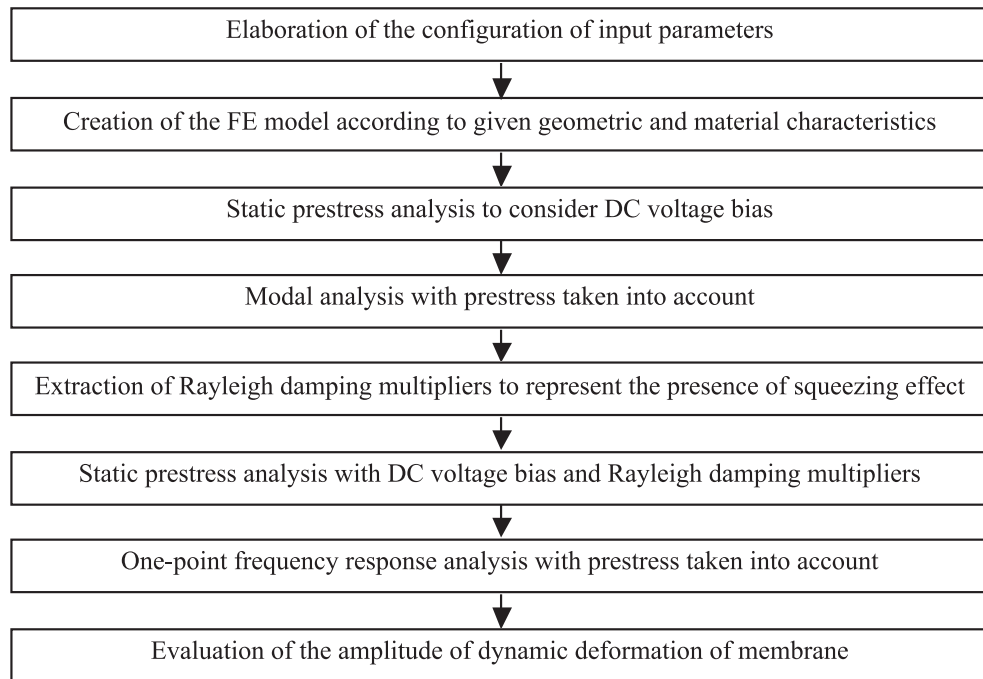 Elaboration of the configuration of input parameters
Creation of the FE model according to given geometric and material characteristics
Static prestress analysis to consider DC voltage bias
Modal analysis with prestress taken into account
Extraction of Rayleigh damping multipliers to represent the presence of squeezing effect
Static prestress analysis with DC voltage bias and Rayleigh damping multipliers
One-point frequency response analysis with prestress taken into account
Evaluation of the amplitude of dynamic deformation of membrane